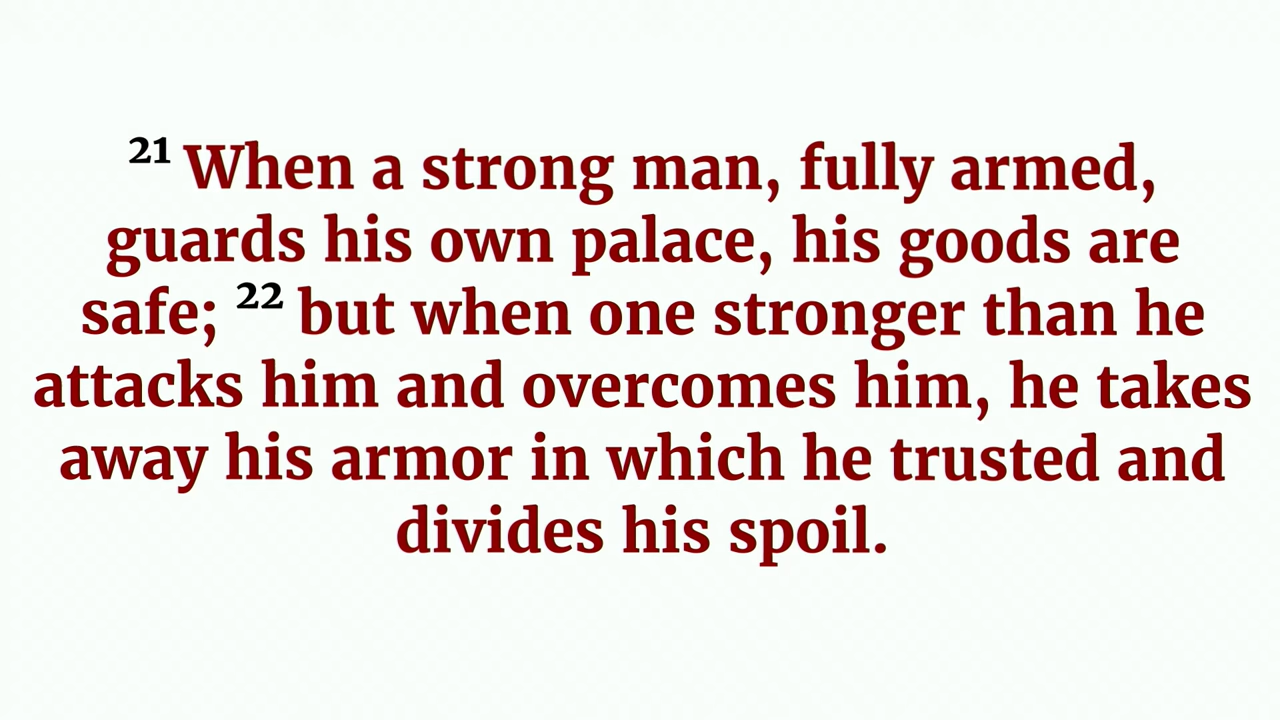 21 When a strong man, fully armed,
guards his own palace, his goods are
safe; 22 but when one stronger than he
attacks him and overcomes him, he takes
away his armor in which he trusted and
divides his spoil.